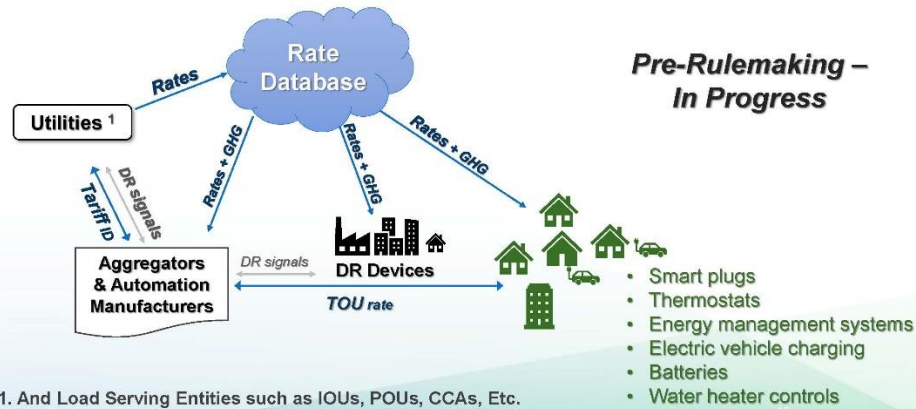 Rate
Database
Pre-Rulemaking –
In Progress
Rates
Utilities ¹
Rates + GHG
Rates + GHG
Rates + GHG
DR signals
Tariff ID
Aggregators
& Automation
Manufacturers
DR signals
DR Devices
TOU rate
• Smart plugs
• Thermostats
• Energy management systems
• Electric vehicle charging
• Batteries
• Water heater controls
1. And Load Serving Entities such as IOUs, POUs, CCAs, Etc.